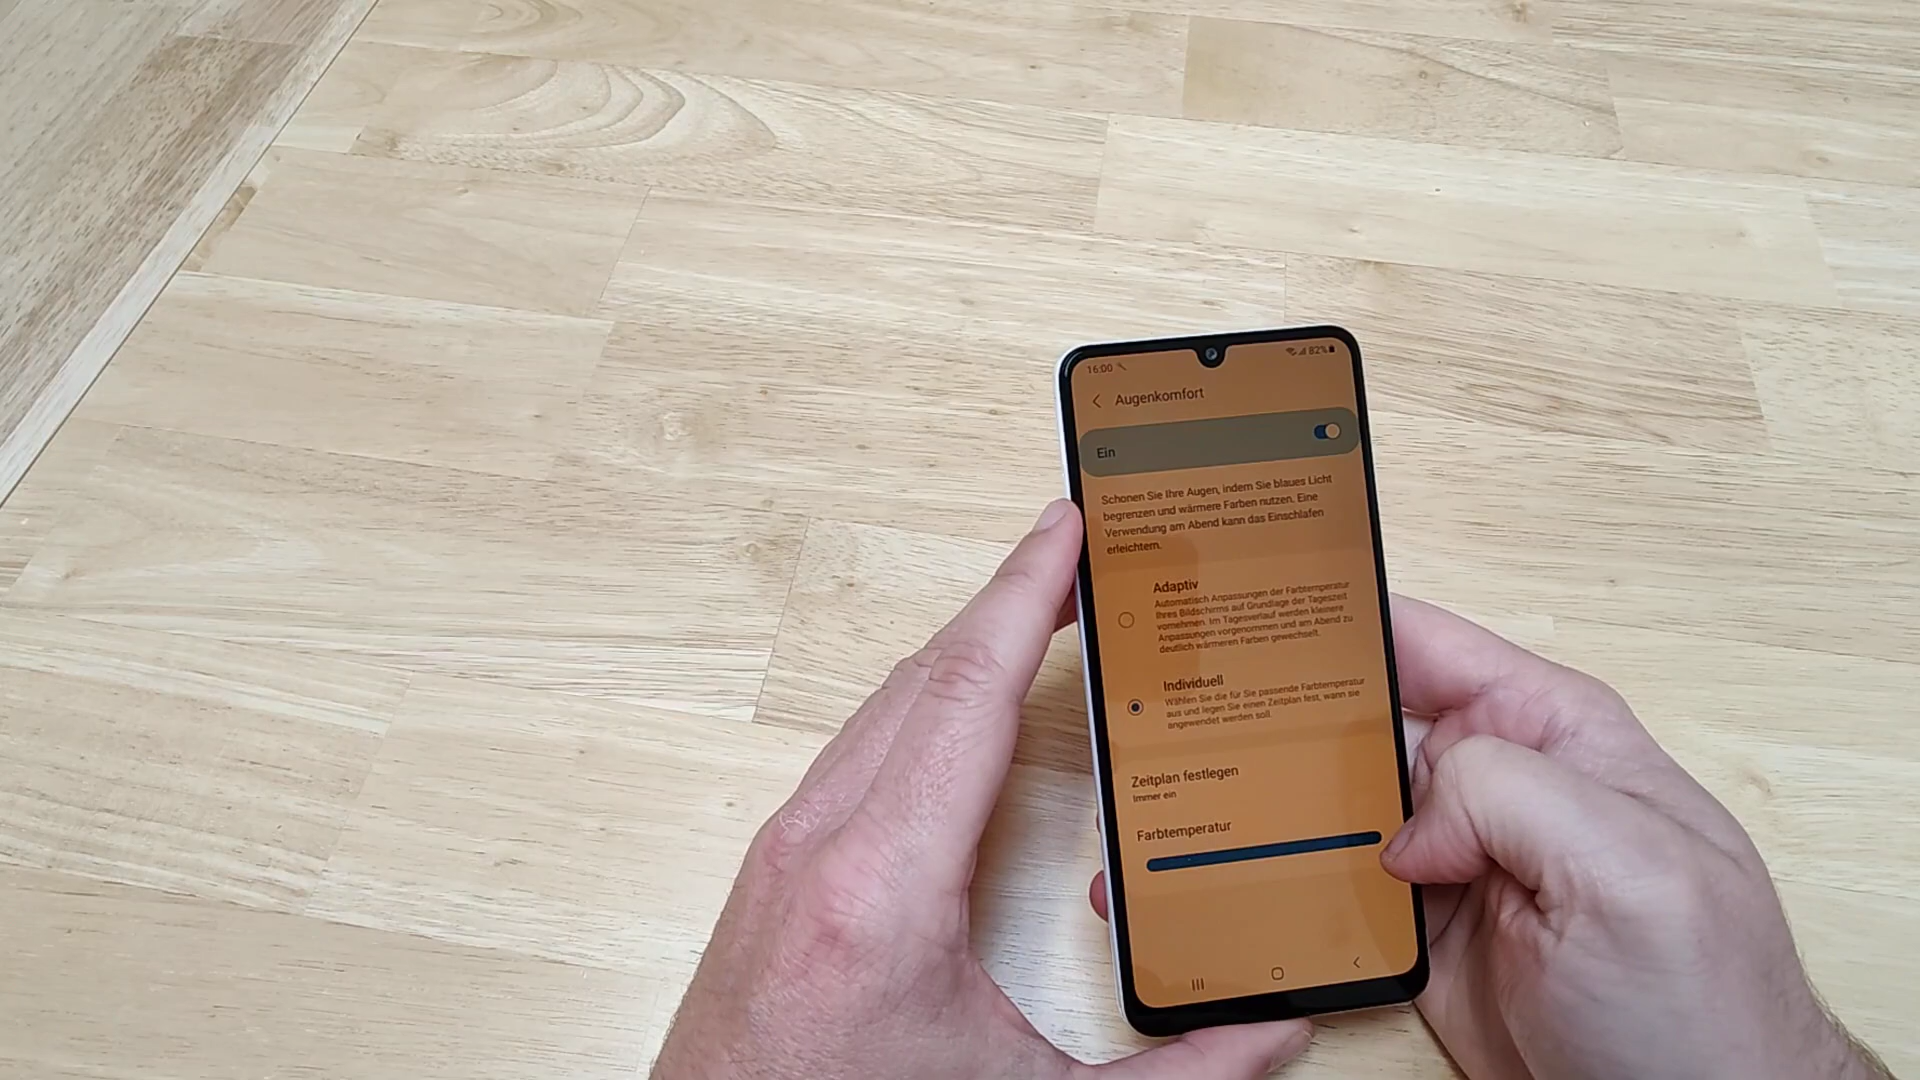 16:00 82%
Augenkomfort
Ein
Schonen Sie Ihre Augen, indem Sie blaues Licht
begrenzen und wärmere Farben nutzen. Eine
Verwendung am Abend kann das Einschlafen
erleichtern.
Adaptiv
Automatisch Anpassungen der Farbtemperatur
Ihres Bildschirms auf Grundlage der Tageszeit
vornehmen. Im Tagesverlauf werden kleinere
Anpassungen vorgenommen und am Abend zu
deutlich wärmeren Farben gewechselt.
Individuell
Wählen Sie die für Sie passende Farbtemperatur
aus und legen Sie einen Zeitplan fest, wann sie
angewendet werden soll.
Zeitplan festlegen
Immer ein
Farbtemperatur